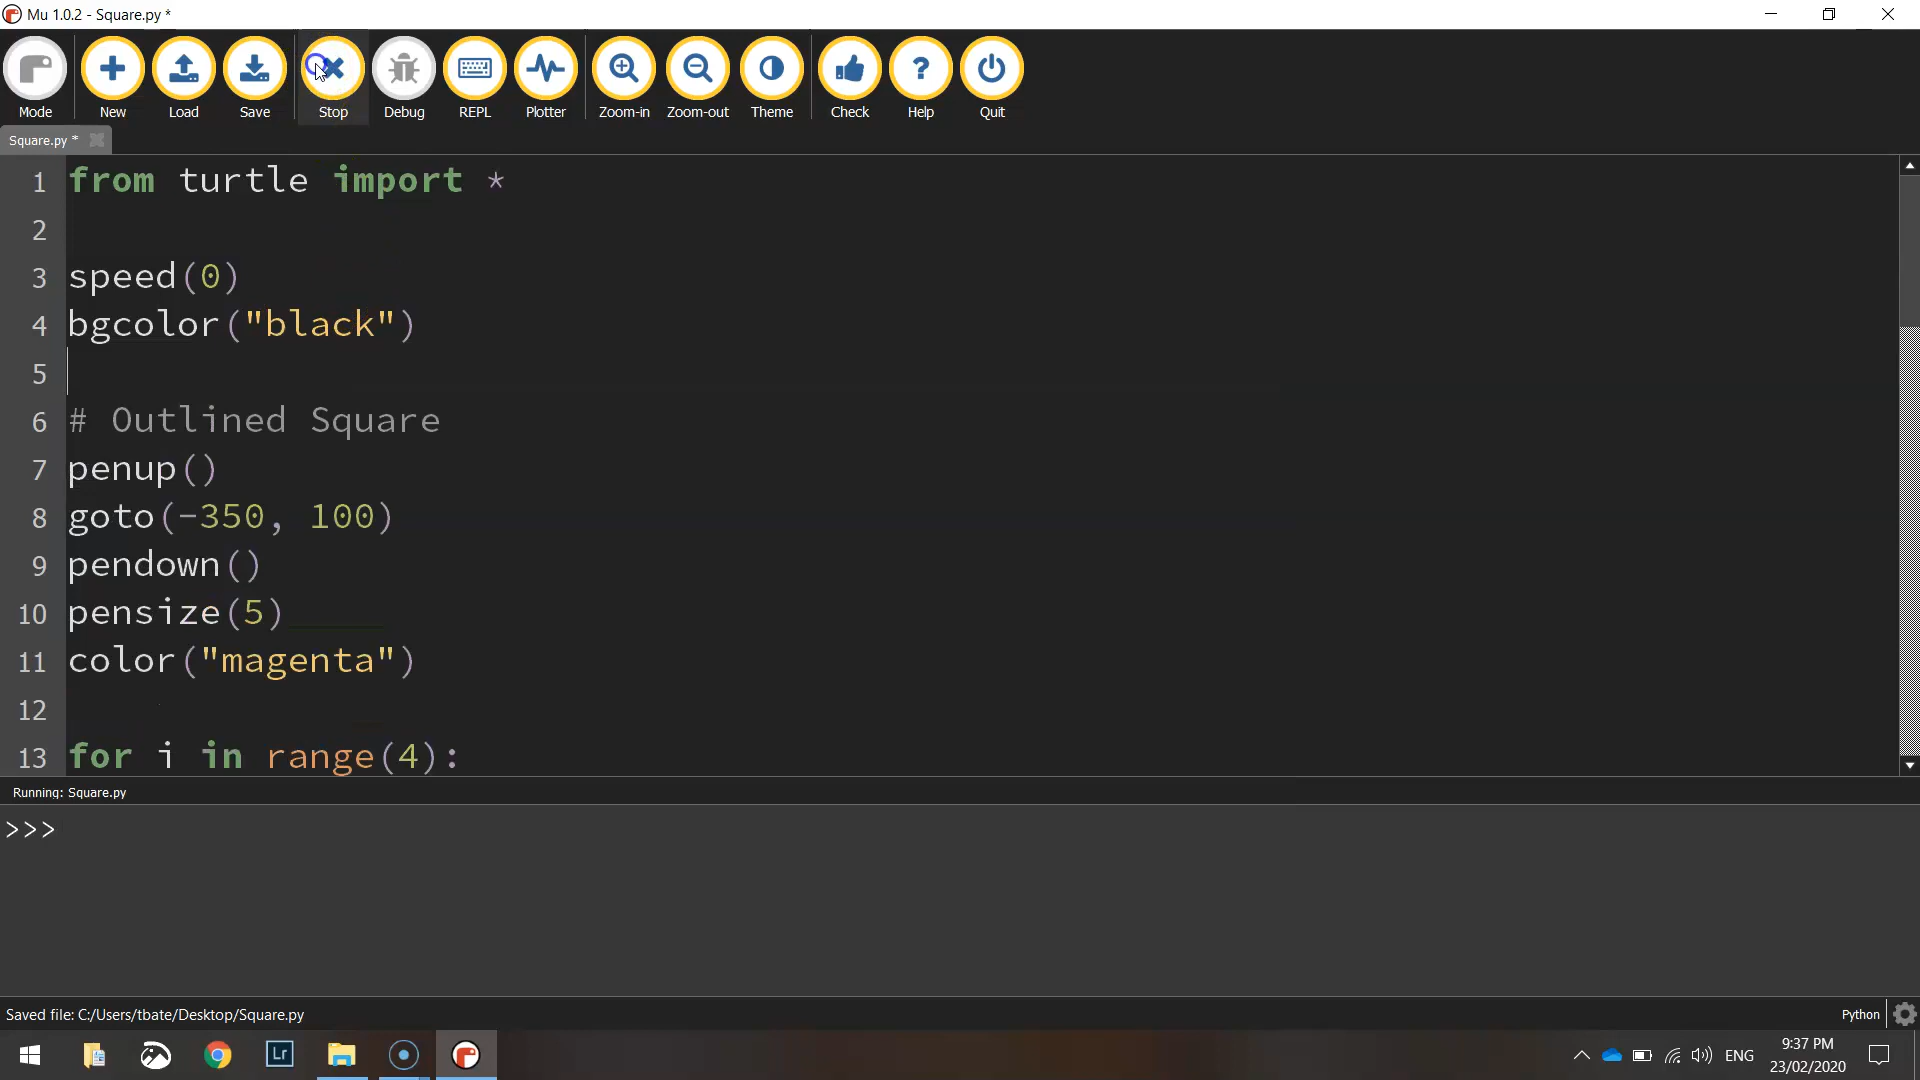 Mu 1.0.2 - Square.py *
Mode New Load Save Stop Debug REPL Plotter Zoom-in Zoom-out Theme Check Help Quit
Square.py *
1 from turtle import *
2
3 speed(0)
4 bgcolor("black")
5
6 # Outlined Square
7 penup()
8 goto(-350, 100)
9 pendown()
10 pensize(5)
11 color("magenta")
12
13 for i in range(4):
Running: Square.py
>>>
Saved file: C:/Users/tbate/Desktop/Square.py
Python
Lr
ENG
9:37 PM
23/02/2020